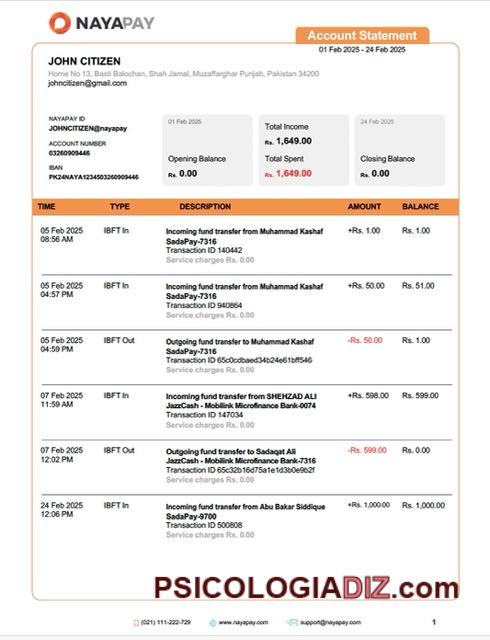 NAYAPAY
Account Statement
01 Feb 2025 - 24 Feb 2025
JOHN CITIZEN
Home No 13, Basti Balochan, Shah Jamal, Muzaffarghar Punjab, Pakistan 34200
johncitizen@gmail.com
NAYAPAY ID
JOHNCITIZEN@nayapay
ACCOUNT NUMBER
03260909446
IBAN
PK24NAYA1234503260909446
01 Feb 2025
Opening Balance
Rs. 0.00
Total Income
Rs. 1,649.00
Total Spent
Rs. 1,649.00
24 Feb 2025
Closing Balance
Rs. 0.00
TIME TYPE DESCRIPTION AMOUNT BALANCE
05 Feb 2025 IBFT In Incoming fund transfer from Muhammad Kashaf +Rs. 1.00 Rs. 1.00
08:56 AM SadaPay-7316
Transaction ID 140442
Service charges Rs. 0.00
05 Feb 2025 IBFT In Incoming fund transfer from Muhammad Kashaf +Rs. 50.00 Rs. 51.00
04:57 PM SadaPay-7316
Transaction ID 940864
Service charges Rs. 0.00
05 Feb 2025 IBFT Out Outgoing fund transfer to Muhammad Kashaf -Rs. 50.00 Rs. 1.00
04:59 PM SadaPay-7316
Transaction ID 65c0cdbaed34b24e61bff546
Service charges Rs. 0.00
07 Feb 2025 IBFT In Incoming fund transfer from SHEHZAD ALI +Rs. 598.00 Rs. 599.00
11:59 AM JazzCash - Mobilink Microfinance Bank-0074
Transaction ID 147034
Service charges Rs. 0.00
07 Feb 2025 IBFT Out Outgoing fund transfer to Sadaqat Ali -Rs. 599.00 Rs. 0.00
12:02 PM JazzCash - Mobilink Microfinance Bank-7316
Transaction ID 65c32b16d75a1e1d3b0e9b2f
Service charges Rs. 0.00
24 Feb 2025 IBFT In Incoming fund transfer from Abu Bakar Siddique +Rs. 1,000.00 Rs. 1,000.00
12:06 PM SadaPay-9700
Transaction ID 500808
Service charges Rs. 0.00
PSICOLOGIADIZ.com
(021) 111-222-729 www.nayapay.com support@nayapay.com 1